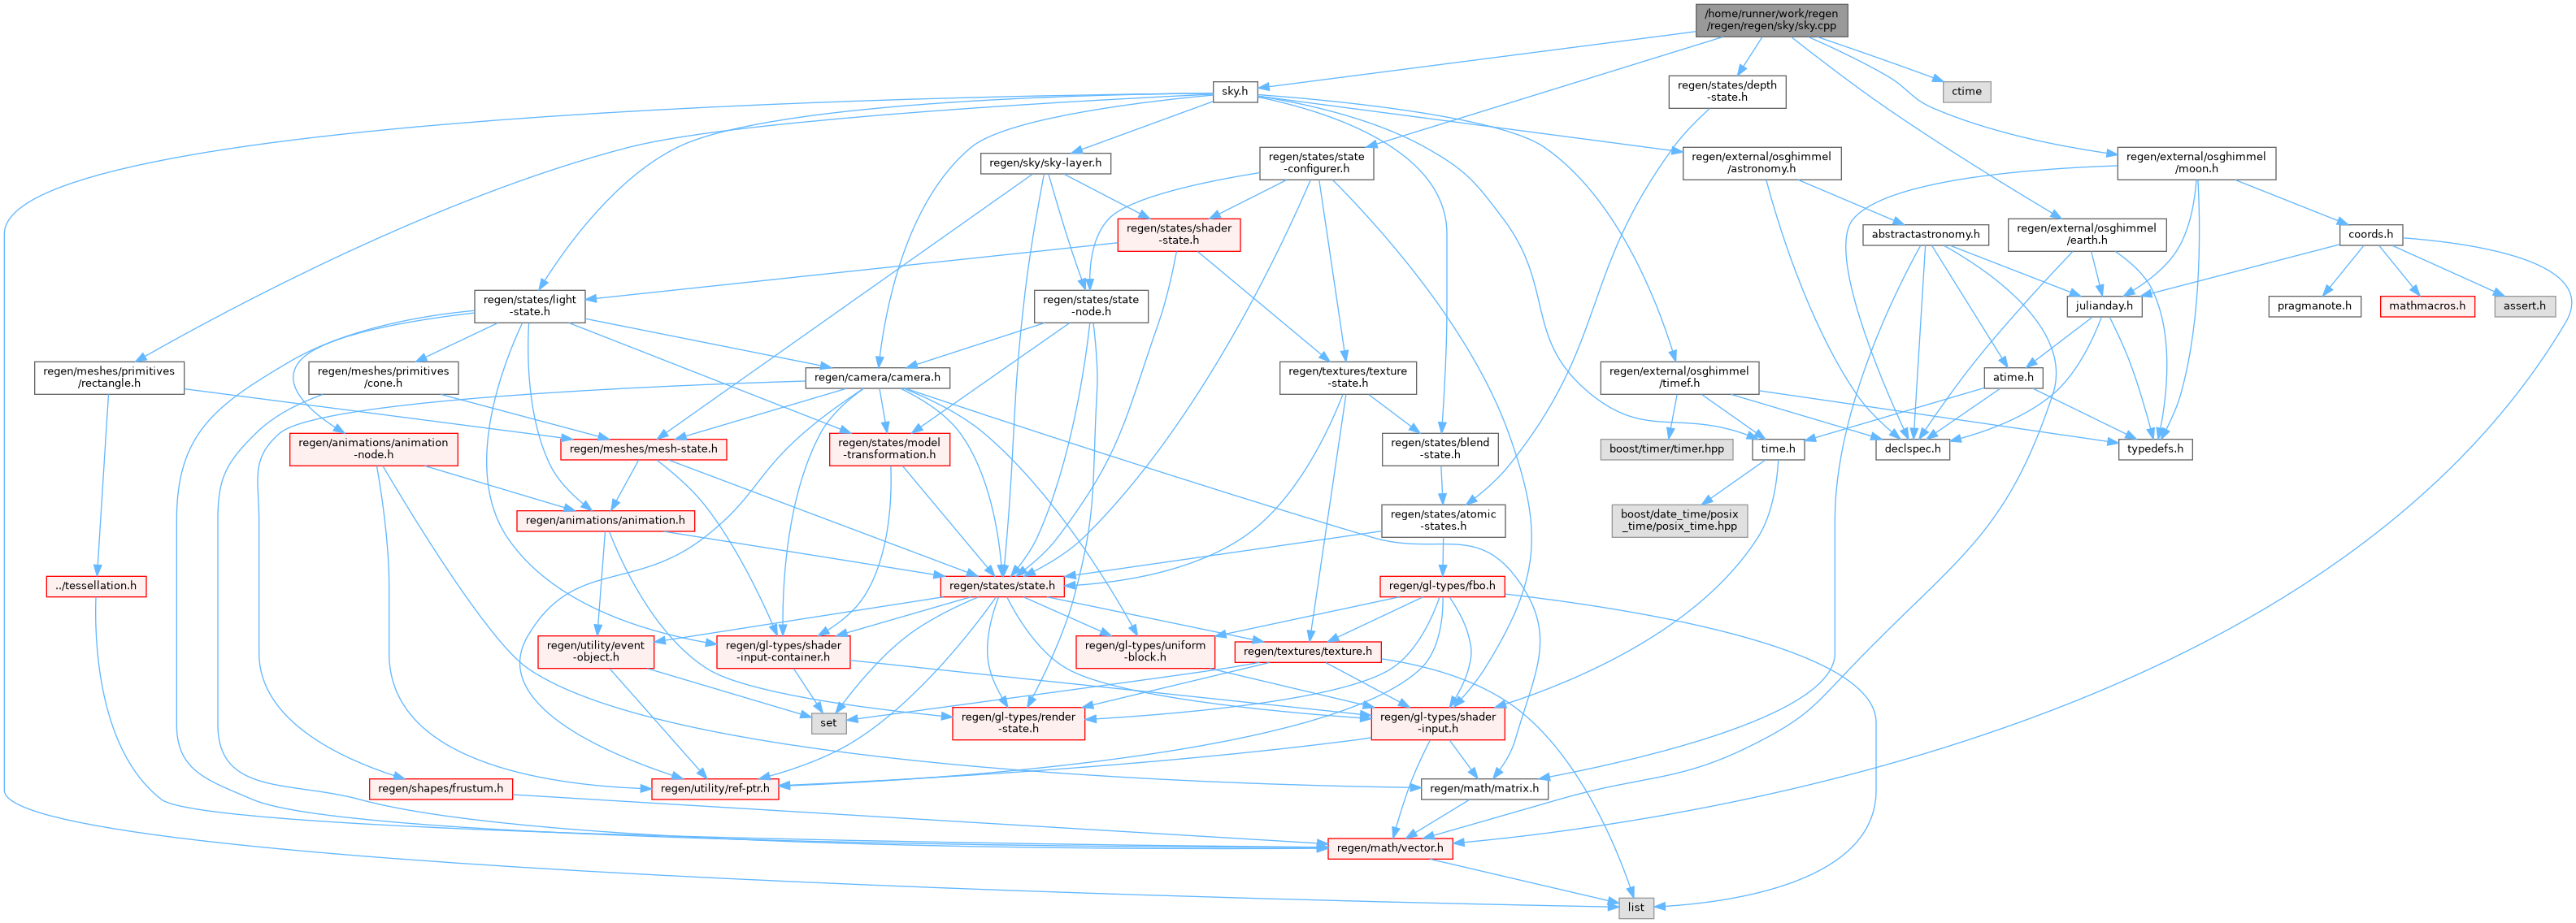 /home/runner/work/regen
/regen/regen/sky/sky.cpp
sky.h
regen/states/depth
-state.h
ctime
regen/sky/sky-layer.h
regen/states/state
-configurer.h
regen/external/osghimmel
/astronomy.h
regen/external/osghimmel
/moon.h
regen/states/shader
-state.h
abstractastronomy.h
regen/external/osghimmel
/earth.h
coords.h
regen/states/light
-state.h
regen/states/state
-node.h
julianday.h
pragmanote.h
mathmacros.h
assert.h
regen/meshes/primitives
/rectangle.h
regen/meshes/primitives
/cone.h
regen/camera/camera.h
regen/textures/texture
-state.h
regen/external/osghimmel
/timef.h
atime.h
regen/animations/animation
-node.h
regen/meshes/mesh-state.h
regen/states/model
-transformation.h
regen/states/blend
-state.h
boost/timer/timer.hpp
time.h
declspec.h
typedefs.h
regen/animations/animation.h
regen/states/atomic
-states.h
boost/date_time/posix
_time/posix_time.hpp
../tessellation.h
regen/states/state.h
regen/gl-types/fbo.h
regen/utility/event
-object.h
regen/gl-types/shader
-input-container.h
regen/gl-types/uniform
-block.h
regen/textures/texture.h
set
regen/gl-types/render
-state.h
regen/gl-types/shader
-input.h
regen/shapes/frustum.h
regen/utility/ref-ptr.h
regen/math/matrix.h
regen/math/vector.h
list